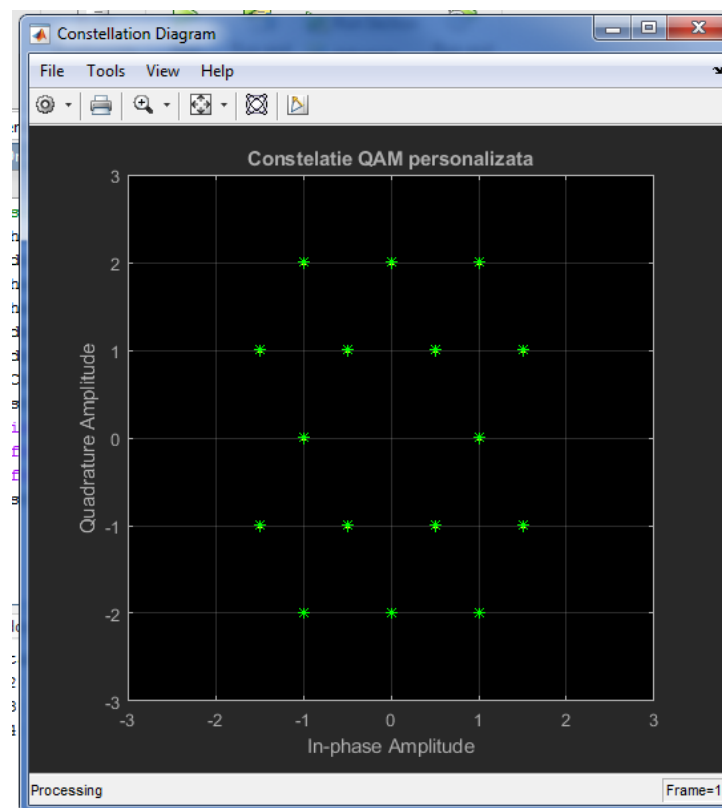 Constellation Diagram
File Tools View Help
Constelatie QAM personalizata
3
2
1
0
-1
-2
-3
Quadrature Amplitude
-3 -2 -1 0 1 2 3
In-phase Amplitude
Processing Frame=1